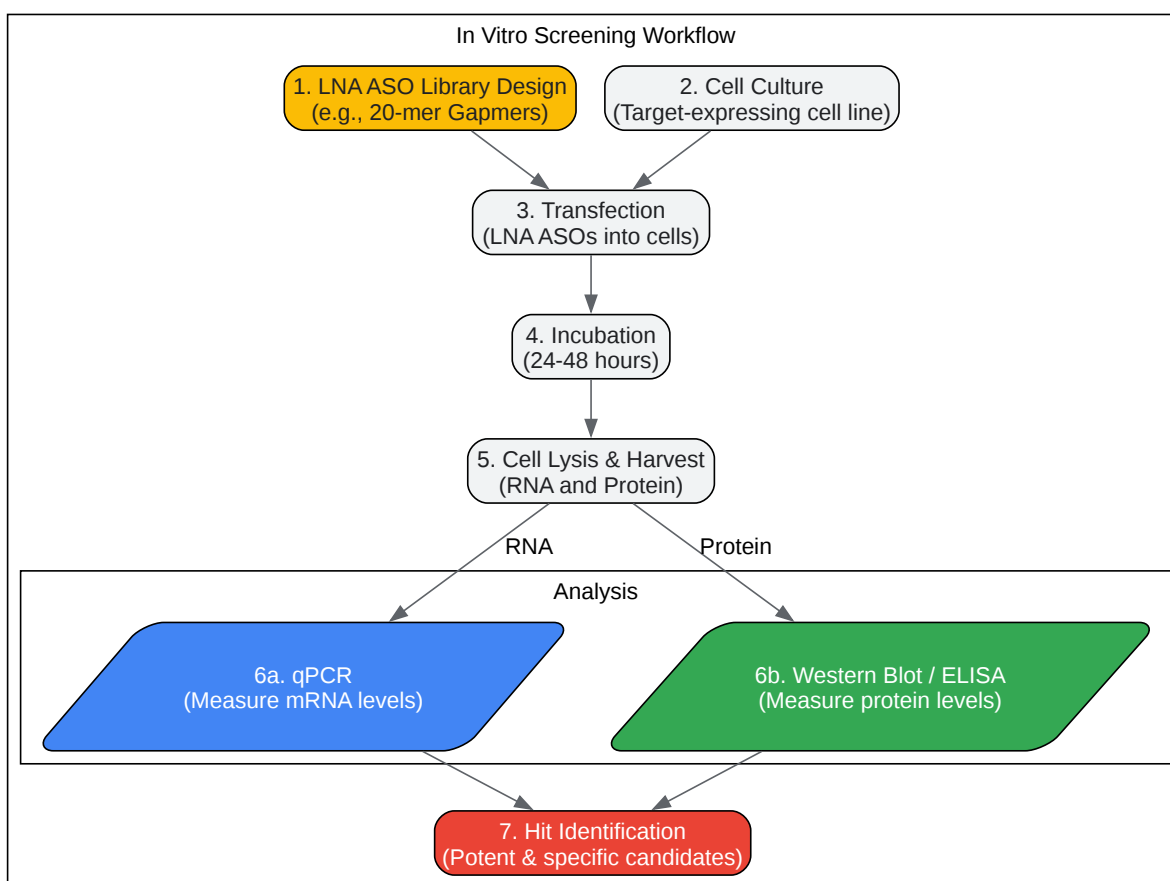 In Vitro Screening Workflow
1. LNA ASO Library Design
(e.g., 20-mer Gapmers)
2. Cell Culture
(Target-expressing cell line)
3. Transfection
(LNA ASOs into cells)
4. Incubation
(24-48 hours)
5. Cell Lysis & Harvest
(RNA and Protein)
RNA
Protein
Analysis
6a. qPCR
(Measure mRNA levels)
6b. Western Blot / ELISA
(Measure protein levels)
7. Hit Identification
(Potent & specific candidates)